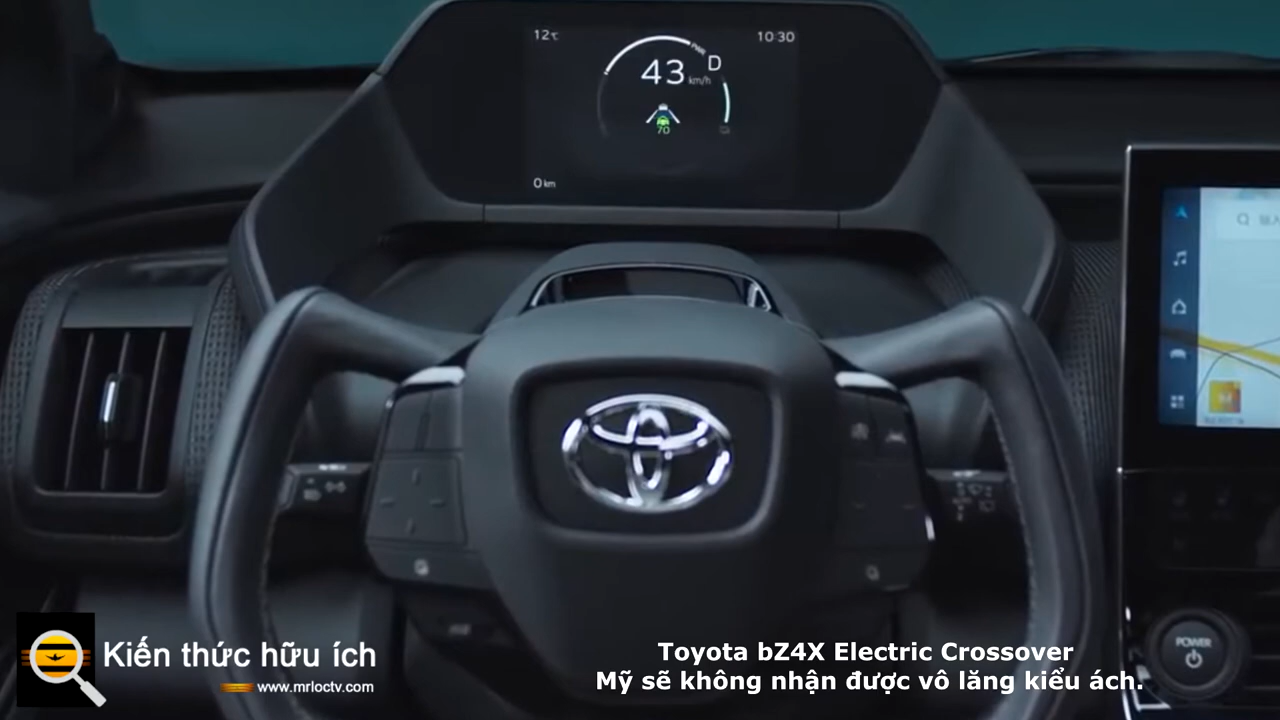 12℃
10:30
PWR
D
43 km/h
70
0 km
POWER
Kiến thức hữu ích
www.mrloctv.com
Toyota bZ4X Electric Crossover
Mỹ sẽ không nhận được vô lăng kiểu ách.